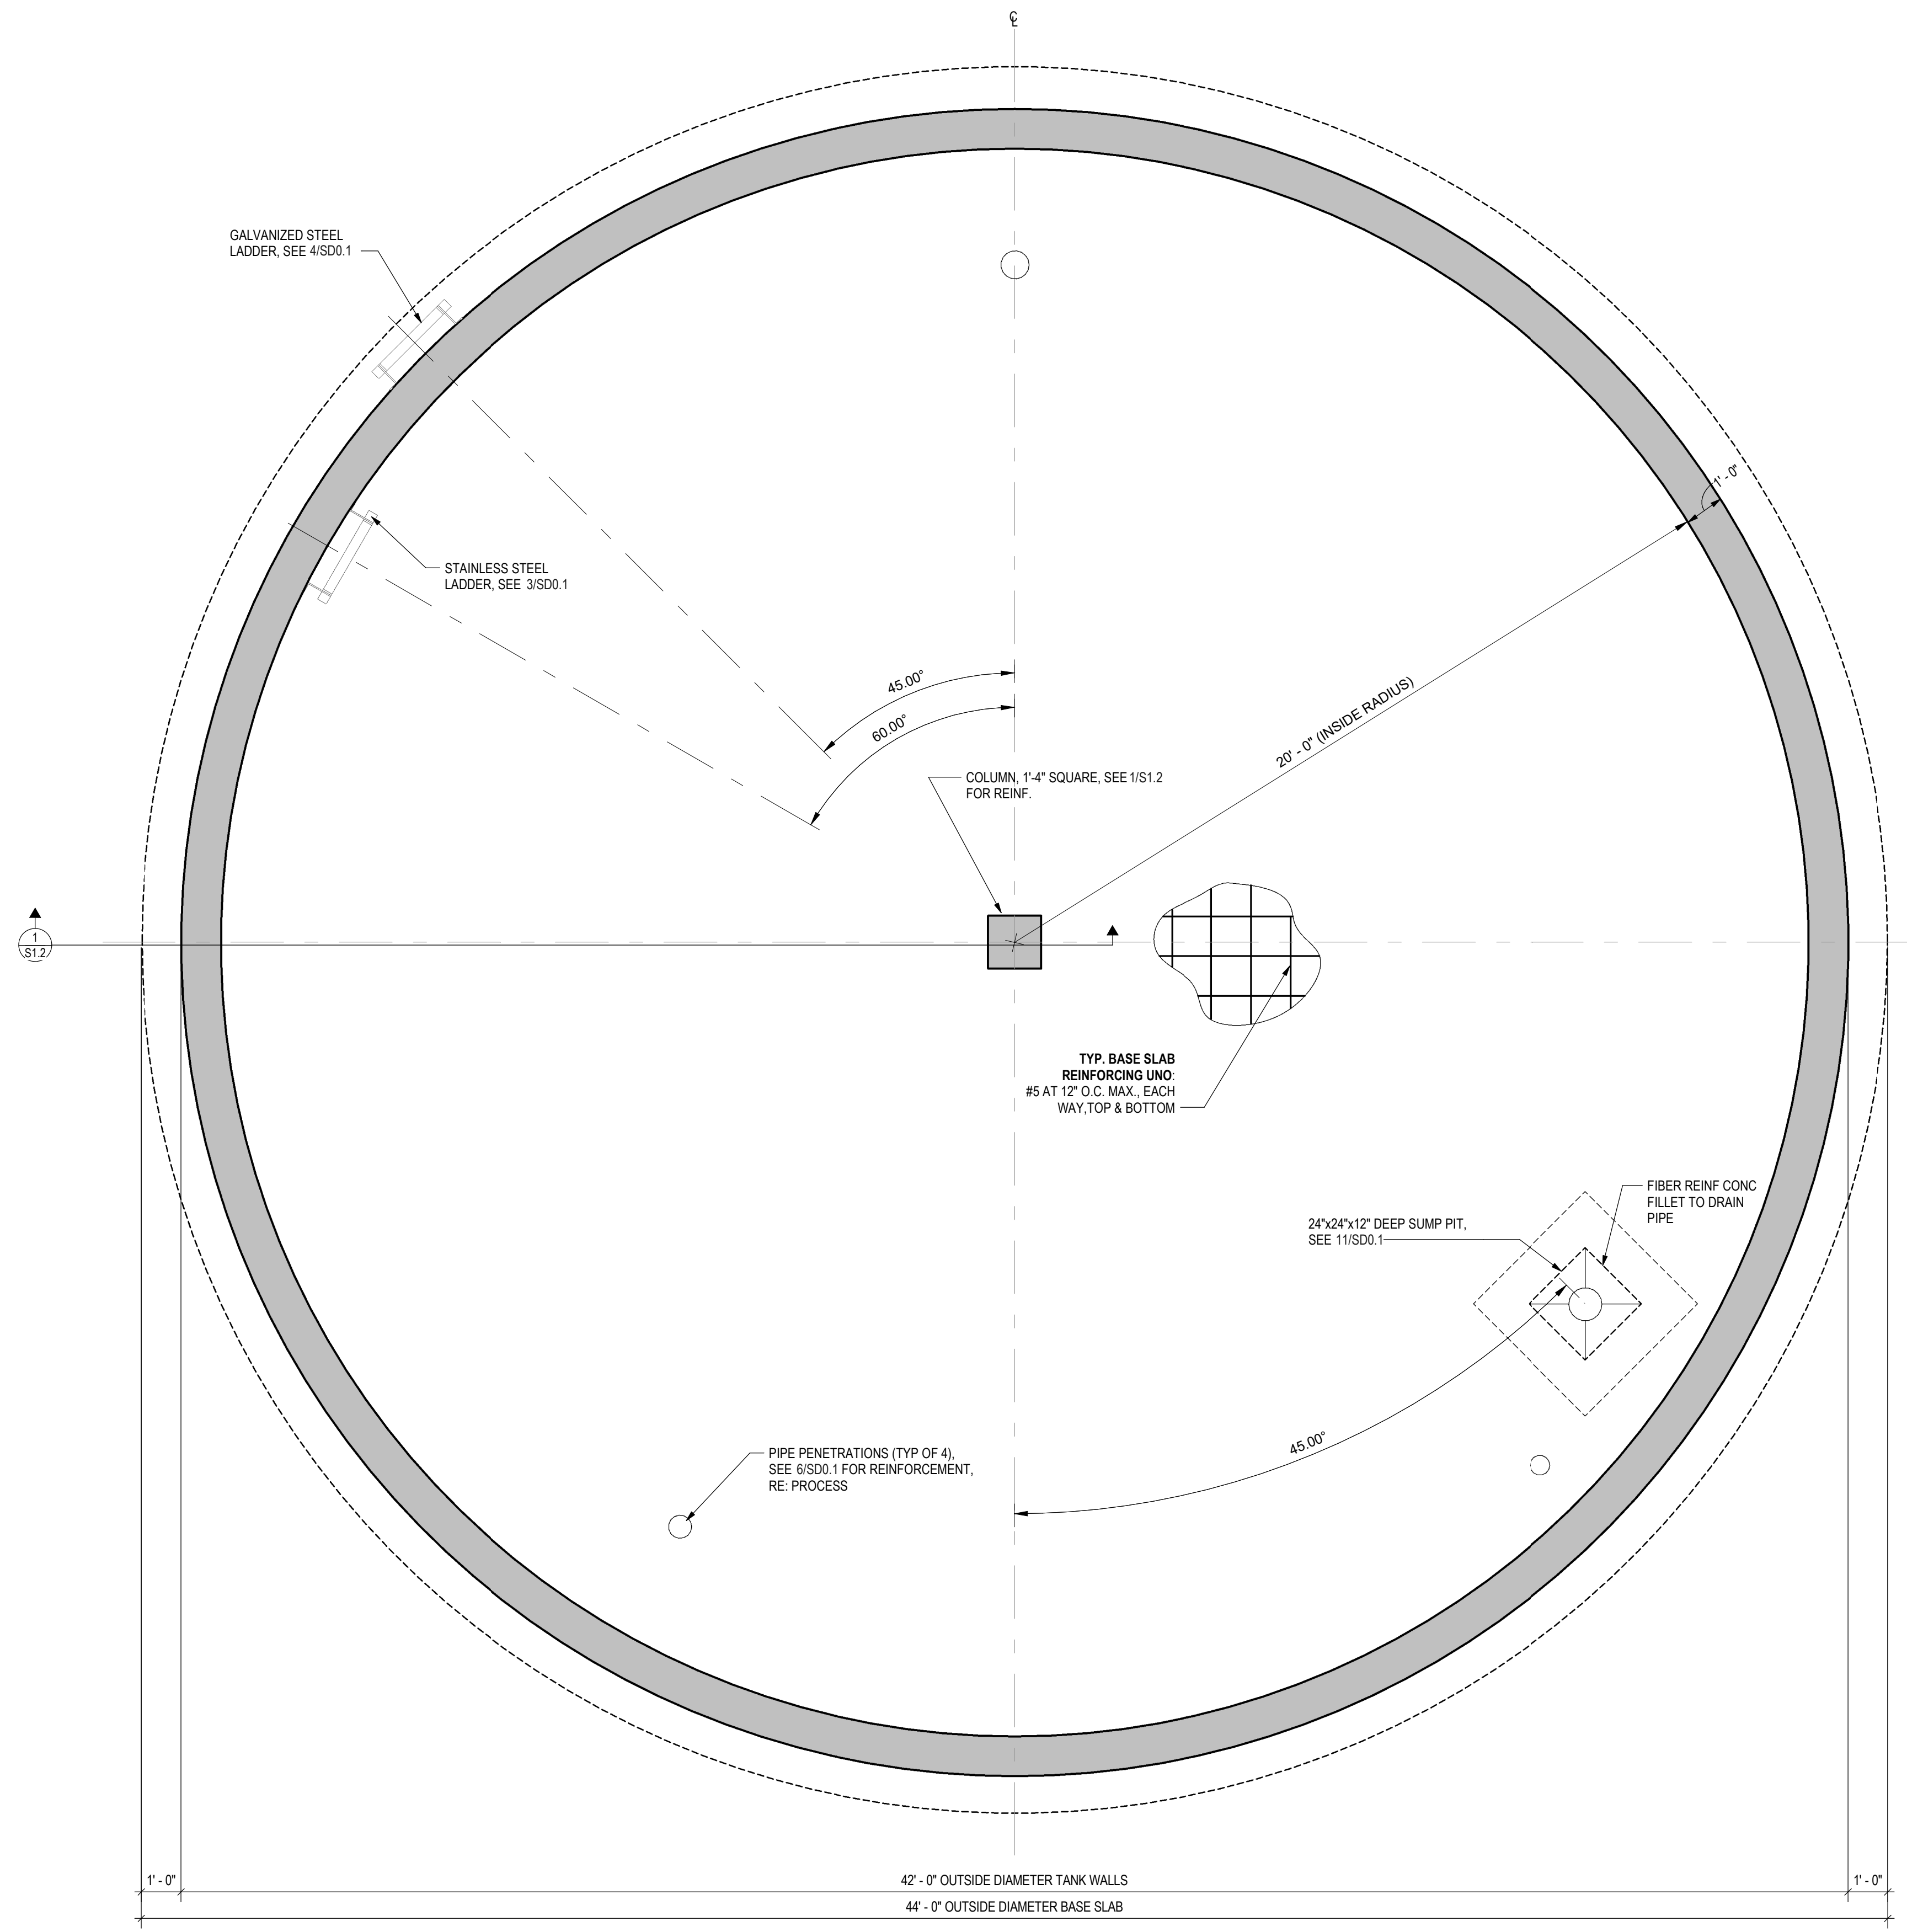 ℄
GALVANIZED STEEL
LADDER, SEE 4/SD0.1
1' - 0"
STAINLESS STEEL
LADDER, SEE 3/SD0.1
45.00°
60.00°
20' - 0" (INSIDE RADIUS)
COLUMN, 1'-4" SQUARE, SEE 1/S1.2
FOR REINF.
1
S1.2
TYP. BASE SLAB
REINFORCING UNO:
#5 AT 12" O.C. MAX., EACH
WAY,TOP & BOTTOM
FIBER REINF CONC
FILLET TO DRAIN
PIPE
24"x24"x12" DEEP SUMP PIT,
SEE 11/SD0.1
45.00°
PIPE PENETRATIONS (TYP OF 4),
SEE 6/SD0.1 FOR REINFORCEMENT,
RE: PROCESS
1' - 0"
42' - 0" OUTSIDE DIAMETER TANK WALLS
1' - 0"
44' - 0" OUTSIDE DIAMETER BASE SLAB